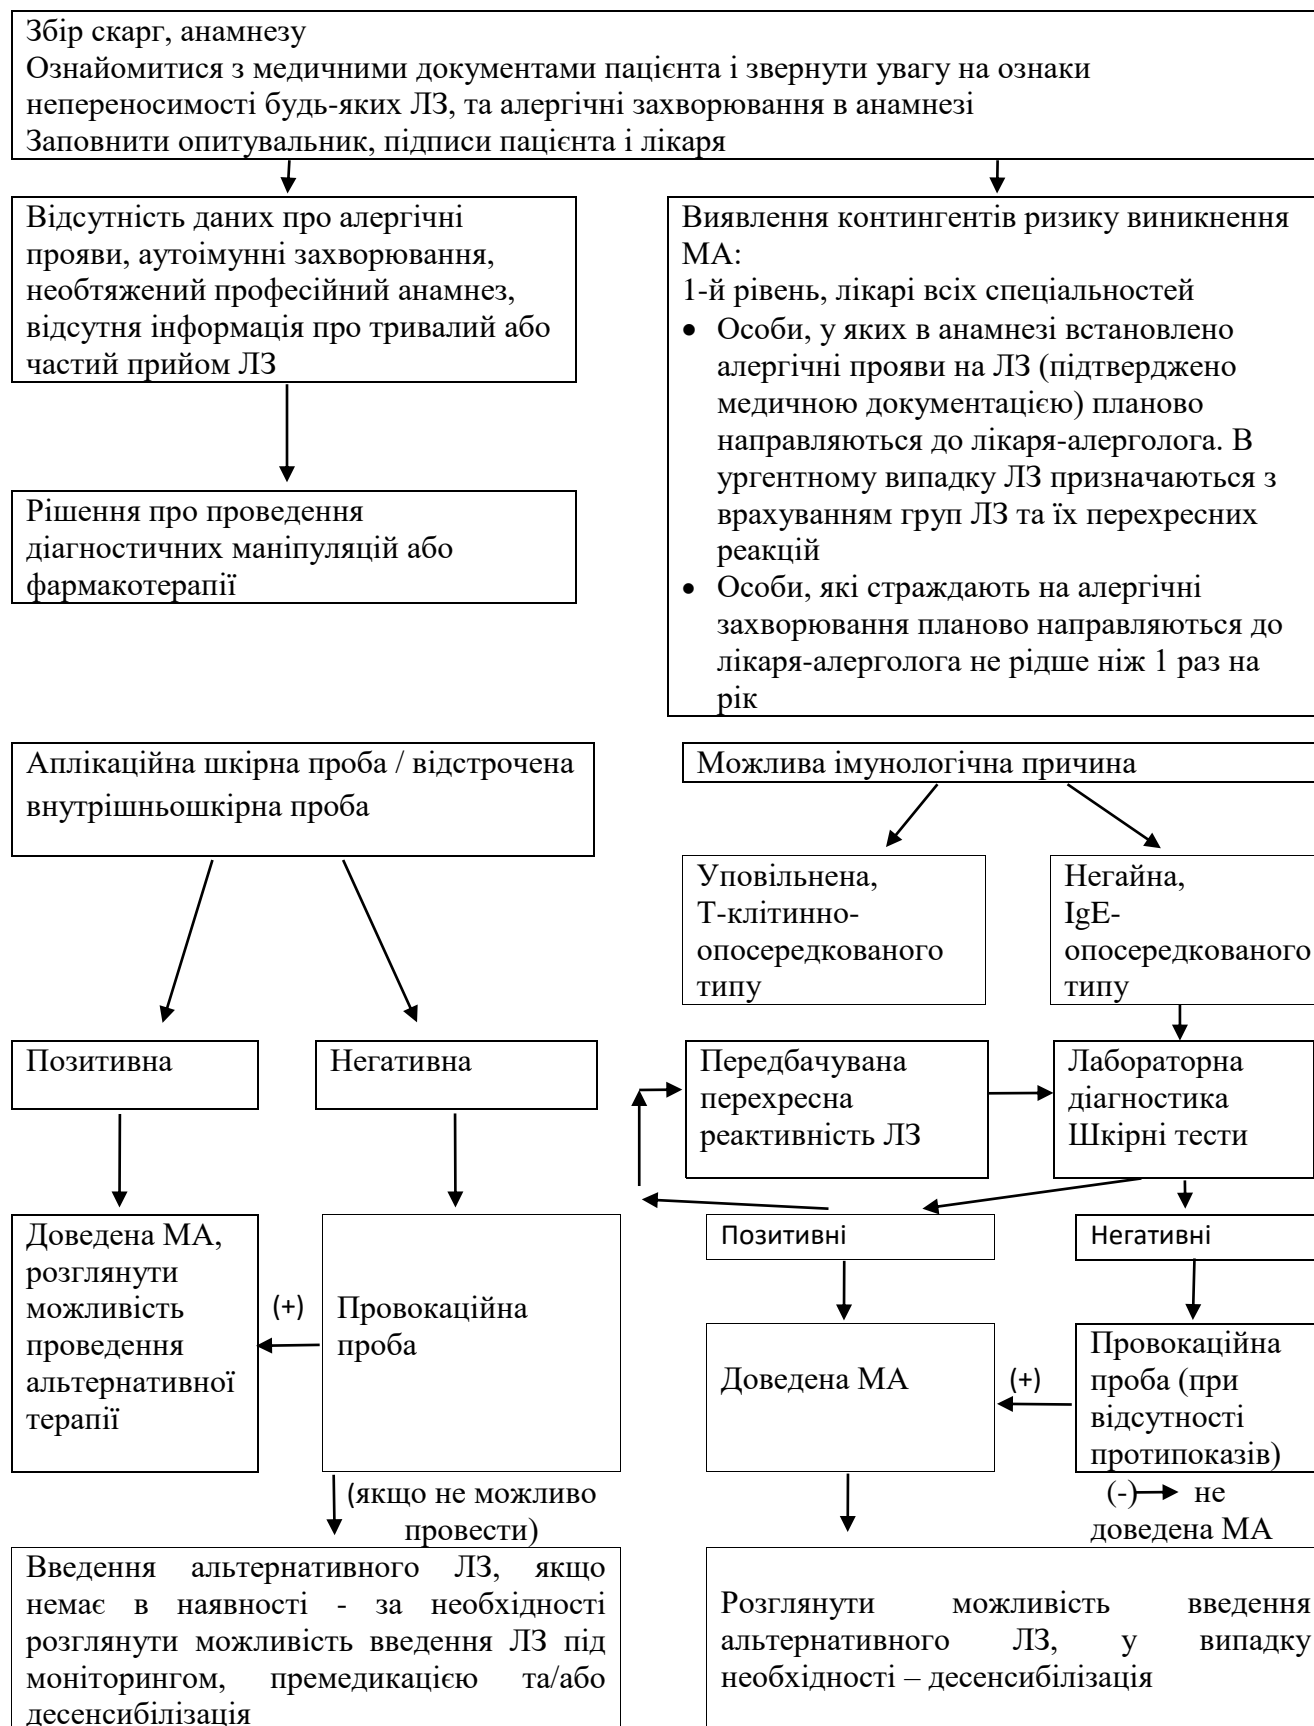 Збір скарг, анамнезу
Ознайомитися з медичними документами пацієнта і звернути увагу на ознаки
непереносимості будь-яких ЛЗ, та алергічні захворювання в анамнезі
Заповнити опитувальник, підписи пацієнта і лікаря
Відсутність даних про алергічні
прояви, аутоімунні захворювання,
необтяжений професійний анамнез,
відсутня інформація про тривалий або
частий прийом ЛЗ
Рішення про проведення
діагностичних маніпуляцій або
фармакотерапії
Виявлення контингентів ризику виникнення
МА:
1-й рівень, лікарі всіх спеціальностей
• Особи, у яких в анамнезі встановлено
алергічні прояви на ЛЗ (підтверджено
медичною документацією) планово
направляються до лікаря-алерголога. В
ургентному випадку ЛЗ призначаються з
врахуванням груп ЛЗ та їх перехресних
реакцій
• Особи, які страждають на алергічні
захворювання планово направляються до
лікаря-алерголога не рідше ніж 1 раз на
рік
Аплікаційна шкірна проба / відстрочена
внутрішньошкірна проба
Позитивна
Негативна
Доведена МА,
розглянути
можливість
проведення
альтернативної
терапії
(+)
Провокаційна
проба
(якщо не можливо
провести)
Введення альтернативного ЛЗ, якщо
немає в наявності - за необхідності
розглянути можливість введення ЛЗ під
моніторингом, премедикацією та/або
десенсибілізація
Можлива імунологічна причина
Уповільнена,
Т-клітинно-
опосередкованого
типу
Негайна,
IgE-
опосередкованого
типу
Передбачувана
перехресна
реактивність ЛЗ
Лабораторна
діагностика
Шкірні тести
Позитивні
Негативні
Доведена МА
(+)
Провокаційна
проба (при
відсутності
протипоказів)
(-) не
доведена МА
Розглянути можливість введення
альтернативного ЛЗ, у випадку
необхідності – десенсибілізація